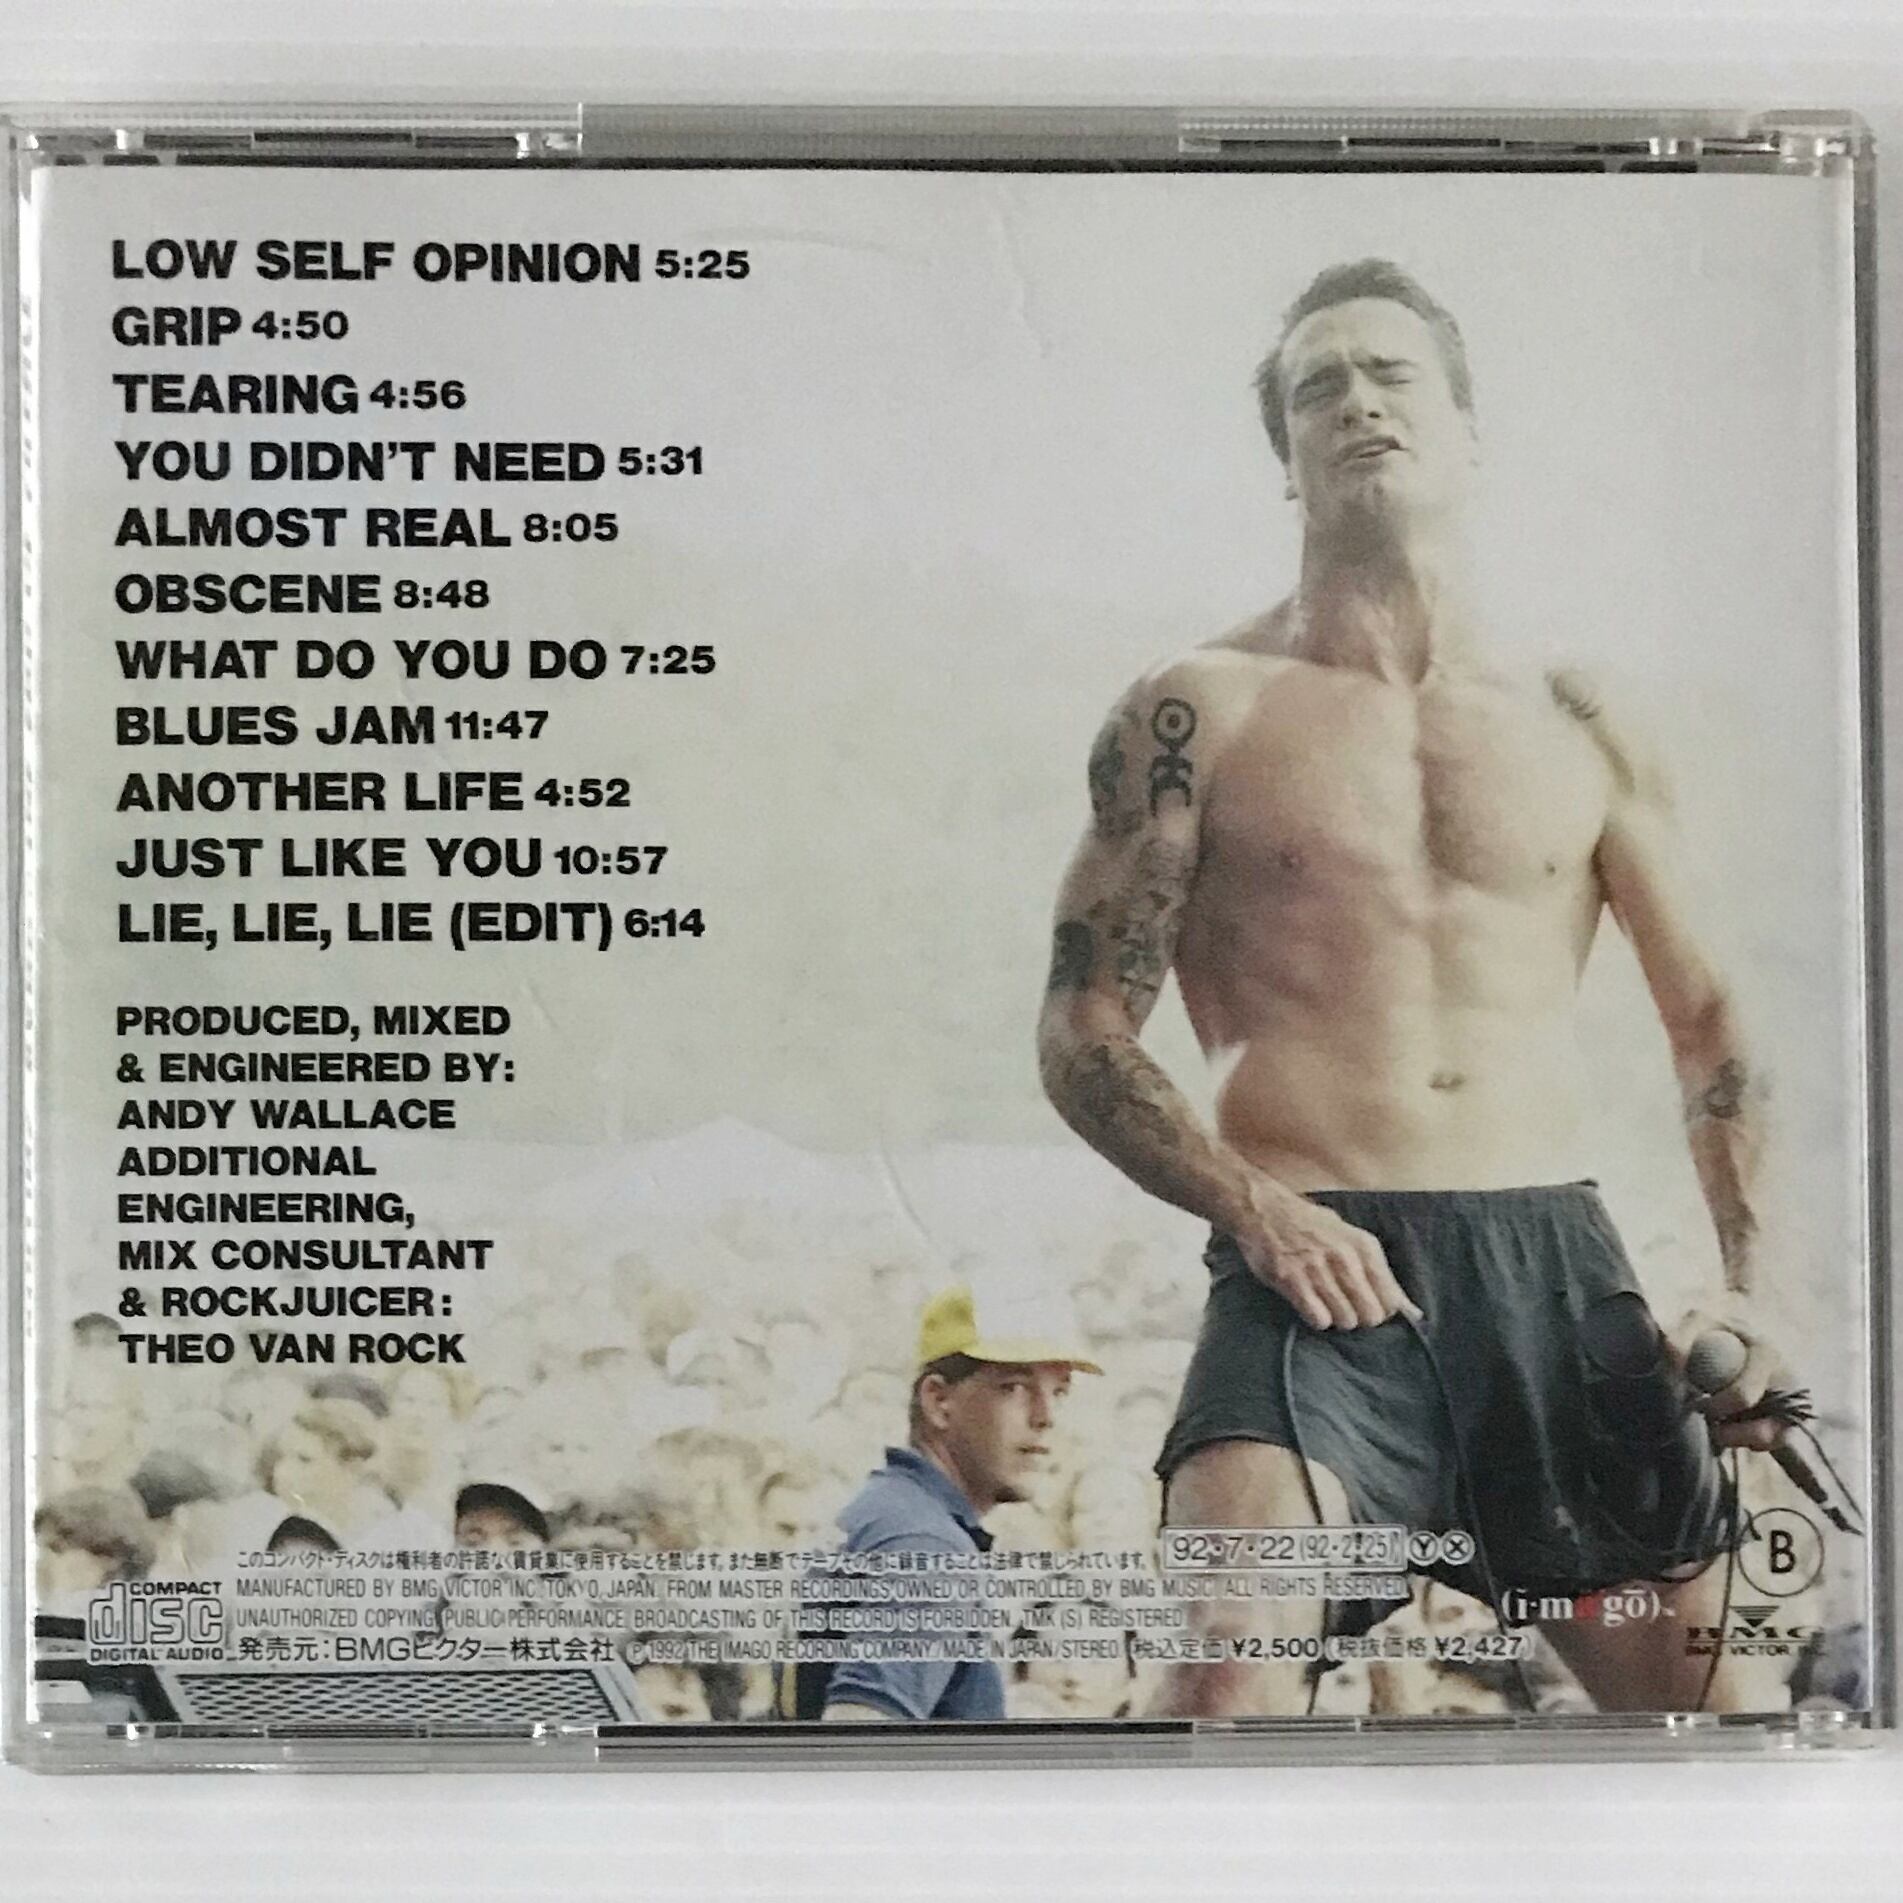 LOW SELF OPINION 5:25
GRIP 4:50
TEARING 4:56
YOU DIDN'T NEED 5:31
ALMOST REAL 8:05
OBSCENE 8:48
WHAT DO YOU DO 7:25
BLUES JAM 11:47
ANOTHER LIFE 4:52
JUST LIKE YOU 10:57
LIE, LIE, LIE (EDIT) 6:14
PRODUCED, MIXED
& ENGINEERED BY:
ANDY WALLACE
ADDITIONAL
ENGINEERING,
MIX CONSULTANT
& ROCKJUICER:
THEO VAN ROCK
このコンパクト・ディスクは権利者の許諾なく賃貸業に使用することを禁じます。また無断でテープその他に録音することは法律で禁じられています。 92・7・22 (92・2・25) Y X
B
COMPACT disc DIGITAL AUDIO
MANUFACTURED BY BMG VICTOR INC. TOKYO, JAPAN. FROM MASTER RECORDINGS OWNED OR CONTROLLED BY BMG MUSIC. ALL RIGHTS RESERVED.
UNAUTHORIZED COPYING, PUBLIC PERFORMANCE, BROADCASTING OF THIS RECORD IS FORBIDDEN. TMK (S) REGISTERED
発売元:BMGビクター株式会社 ℗ 1992 THE IMAGO RECORDING COMPANY/MADE IN JAPAN/STEREO (税込定価 ¥2,500 (税抜価格 ¥2,427)
(i·mago)
BMG
BMG VICTOR